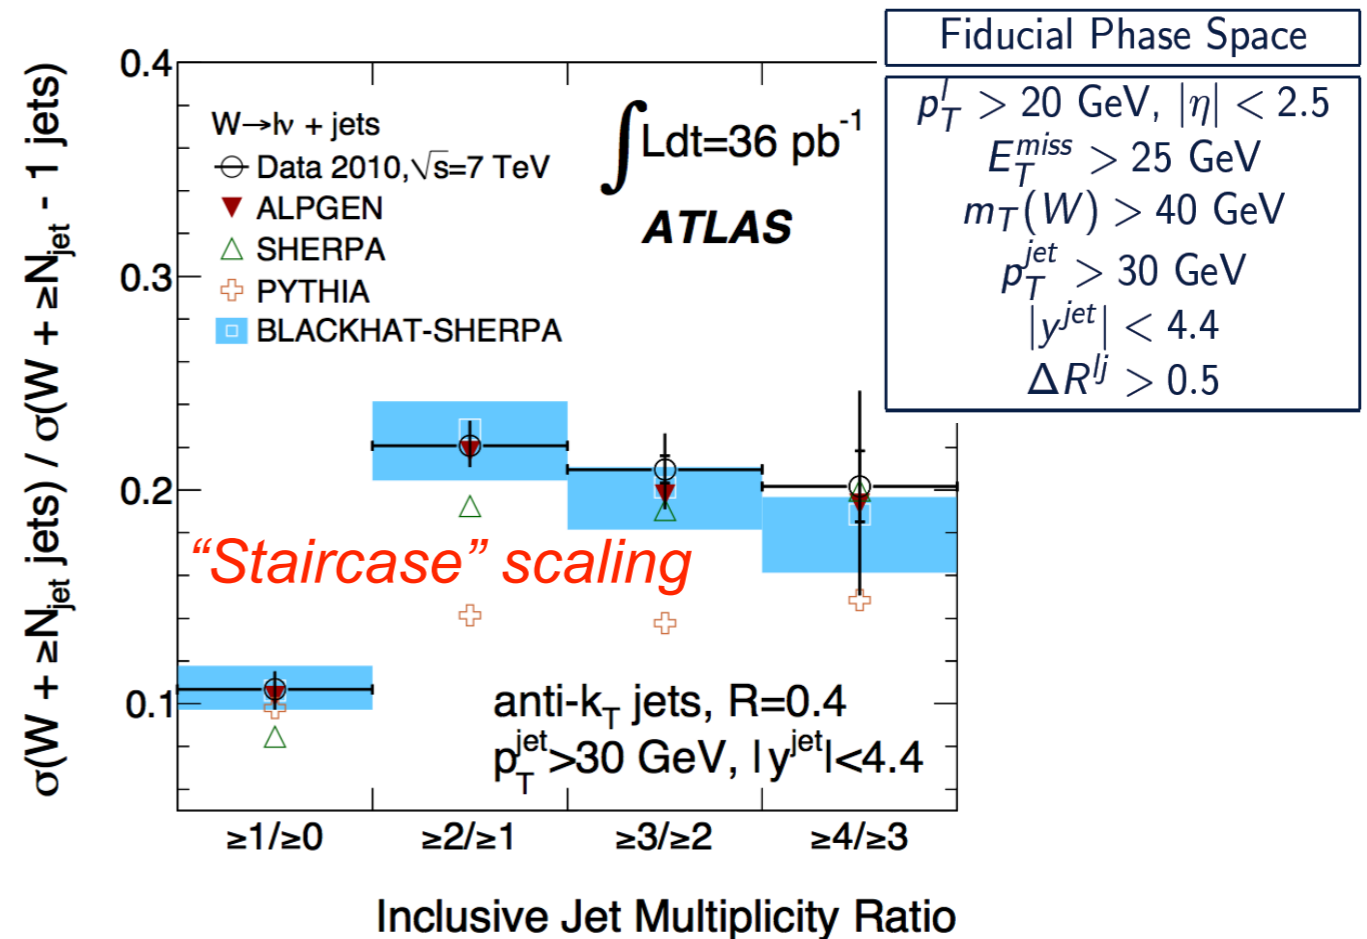 Fiducial Phase Space
p_T^l > 20 GeV, |η| < 2.5
E_T^miss > 25 GeV
m_T(W) > 40 GeV
p_T^jet > 30 GeV
|y^jet| < 4.4
ΔR^lj > 0.5
σ(W + ≥N_jet jets) / σ(W + ≥N_jet - 1 jets)
0.4
0.3
0.2
0.1
W→lν + jets
Data 2010,√s=7 TeV
ALPGEN
SHERPA
PYTHIA
BLACKHAT-SHERPA
∫Ldt=36 pb^-1
ATLAS
“Staircase” scaling
anti-k_T jets, R=0.4
p_T^jet>30 GeV, |y^jet|<4.4
≥1/≥0 ≥2/≥1 ≥3/≥2 ≥4/≥3
Inclusive Jet Multiplicity Ratio